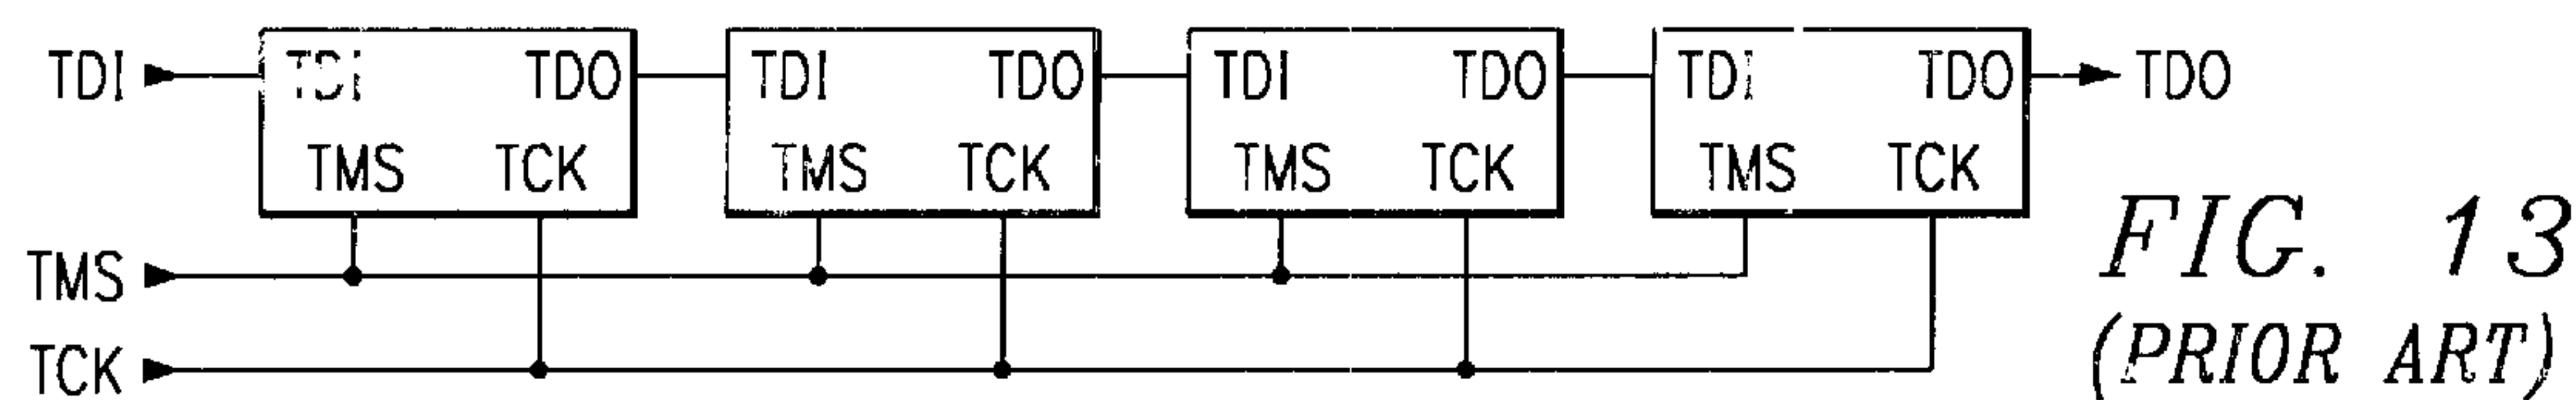 TDI TDI TDO TDI TDO TDI TDO TDI TDO TDO
TMS TCK TMS TCK TMS TCK TMS TCK
TMS
TCK
FIG. 13
(PRIOR ART)